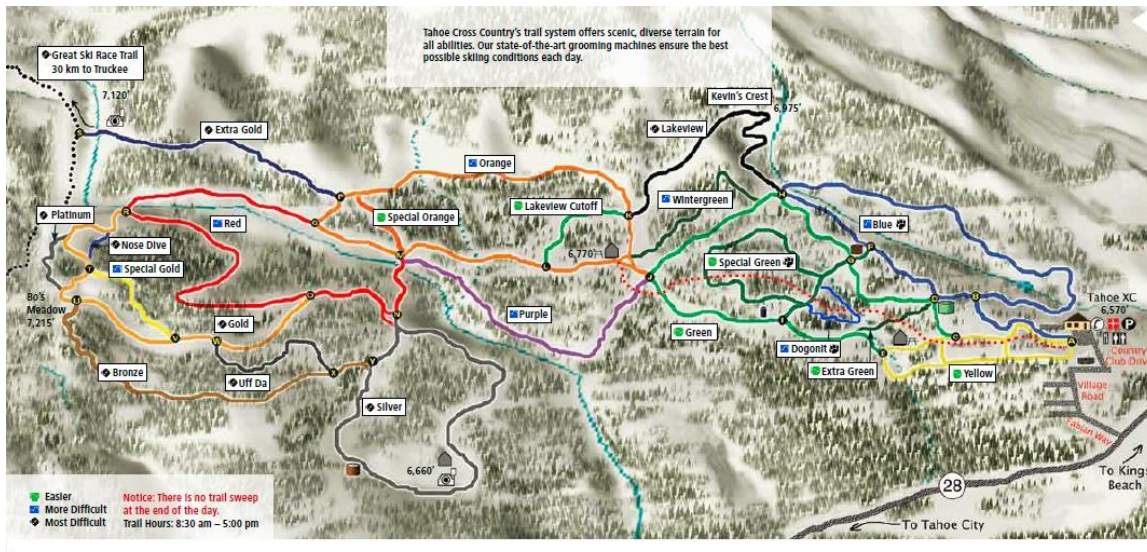 Tahoe Cross Country's trail system offers scenic, diverse terrain for
all abilities. Our state-of-the-art grooming machines ensure the best
possible skiing conditions each day.
Great Ski Race Trail
30 km to Truckee
7,120'
Extra Gold
Kevin's Crest
6,975'
Lakeview
Orange
Wintergreen
Lakeview Cutoff
Special Orange
Platinum
Red
Blue
Nose Dive
Special Gold
6,770'
Special Green
Bo's
Meadow
7,215'
Gold
Purple
Green
Tahoe XC
6,570'
Country
Club Drive
Dogonit
Extra Green
Yellow
Village
Road
Bronze
Uff Da
Silver
Fabian Way
6,660'
28
To Kings
Beach
To Tahoe City
Easier
More Difficult
Most Difficult
Notice: There is no trail sweep
at the end of the day.
Trail Hours: 8:30 am – 5:00 pm
S
P
R
Q
K
H
M
L
J
F
G
T
U
O
N
I
D
B
C
A
E
V
W
X
Y
P